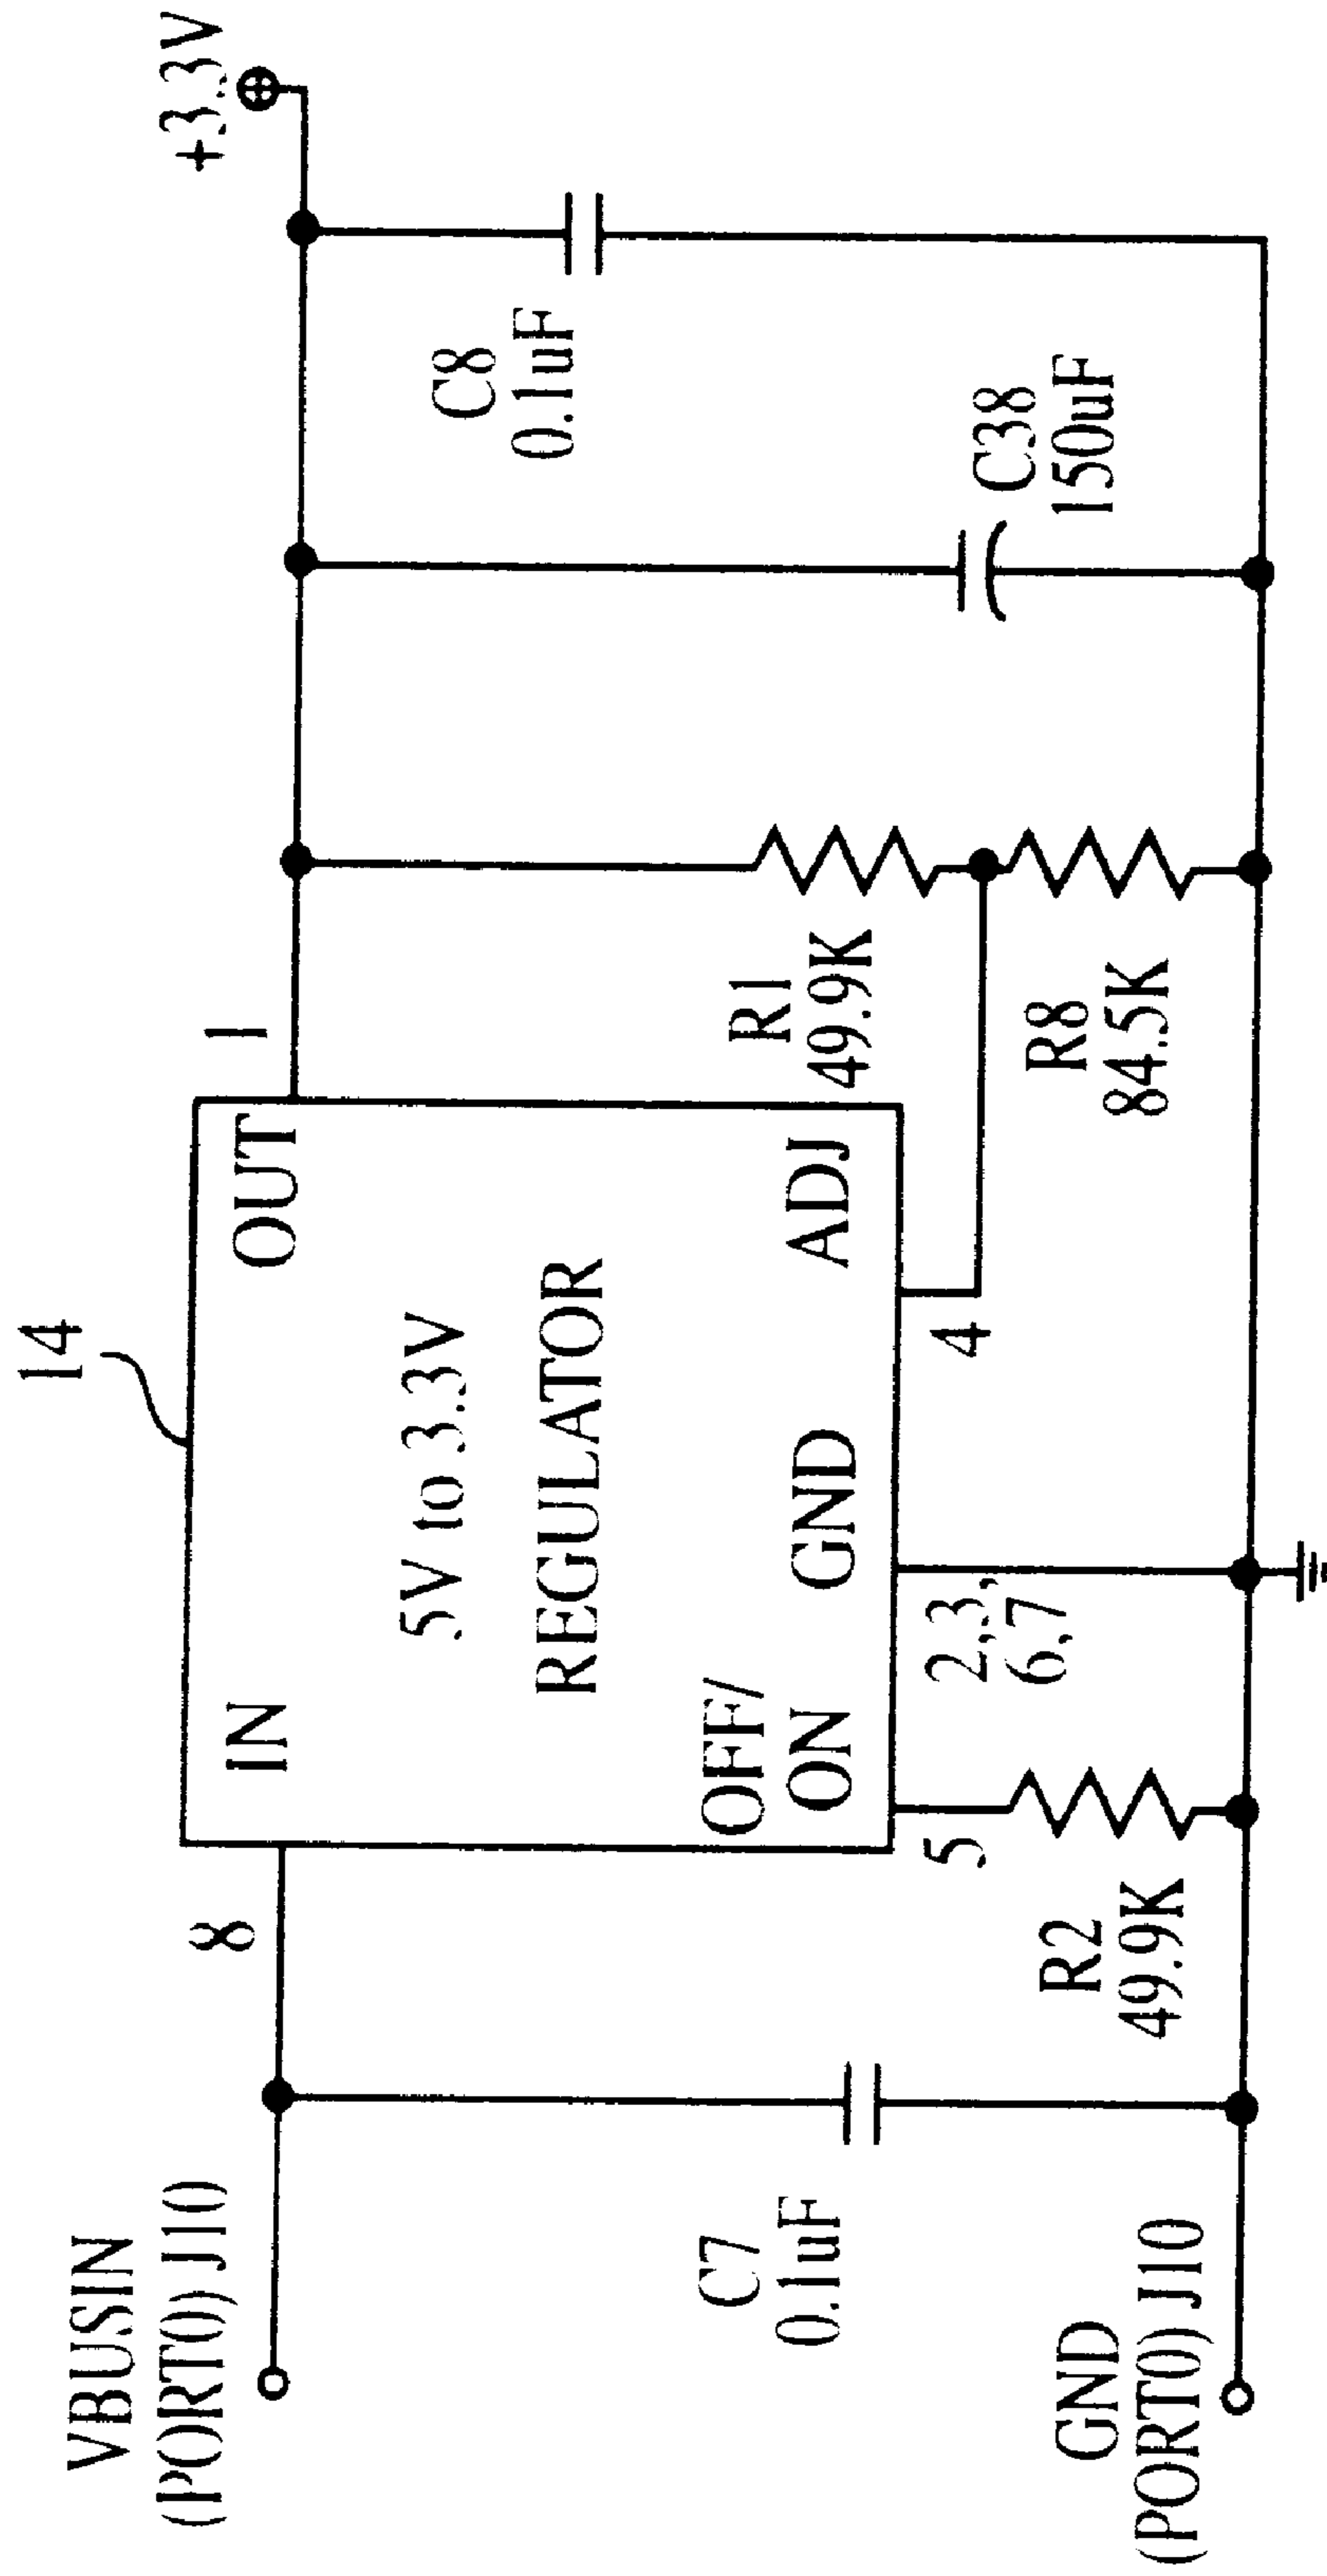 VBUSIN
(PORT0) J10
8
14
1
+3.3V
IN
OUT
5V to 3.3V
REGULATOR
OFF/
ON
GND
ADJ
C7
0.1uF
5
R2
49.9K
2,3,
6,7
4
R1
49.9K
R8
84.5K
C8
0.1uF
C38
150uF
GND
(PORT0) J10